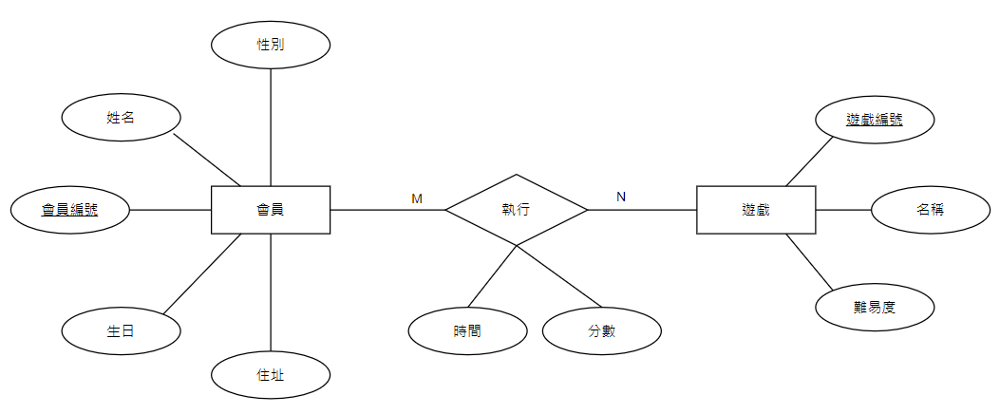 性別
姓名
遊戲編號
會員編號
會員
M
執行
N
遊戲
名稱
生日
時間
分數
難易度
住址